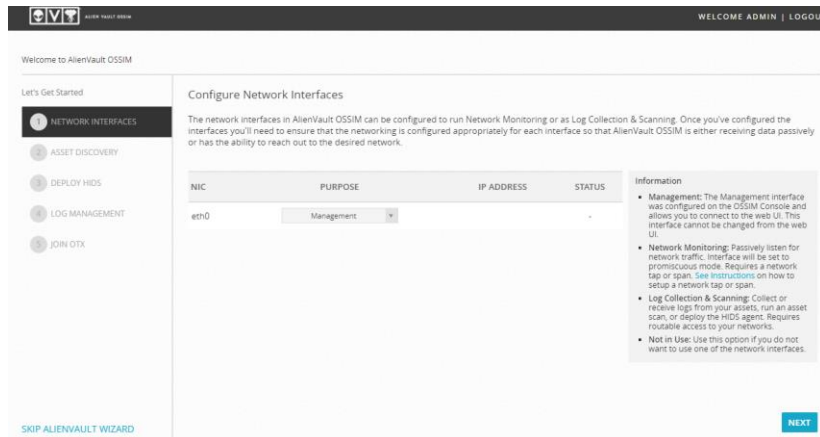 ALIEN VAULT OSSIM
WELCOME ADMIN | LOGOU
Welcome to AlienVault OSSIM
Let's Get Started
1 NETWORK INTERFACES
2 ASSET DISCOVERY
3 DEPLOY HIDS
4 LOG MANAGEMENT
5 JOIN OTX
SKIP ALIENVAULT WIZARD
Configure Network Interfaces
The network interfaces in AlienVault OSSIM can be configured to run Network Monitoring or as Log Collection & Scanning. Once you've configured the
interfaces you'll need to ensure that the networking is configured appropriately for each interface so that AlienVault OSSIM is either receiving data passively
or has the ability to reach out to the desired network.
NIC PURPOSE IP ADDRESS STATUS
eth0 Management -
Information
• Management: The Management interface
was configured on the OSSIM Console and
allows you to connect to the web UI. This
interface cannot be changed from the web
UI.
• Network Monitoring: Passively listen for
network traffic. Interface will be set to
promiscuous mode. Requires a network
tap or span. See Instructions on how to
setup a network tap or span.
• Log Collection & Scanning: Collect or
receive logs from your assets, run an asset
scan, or deploy the HIDS agent. Requires
routable access to your networks.
• Not in Use: Use this option if you do not
want to use one of the network interfaces.
NEXT